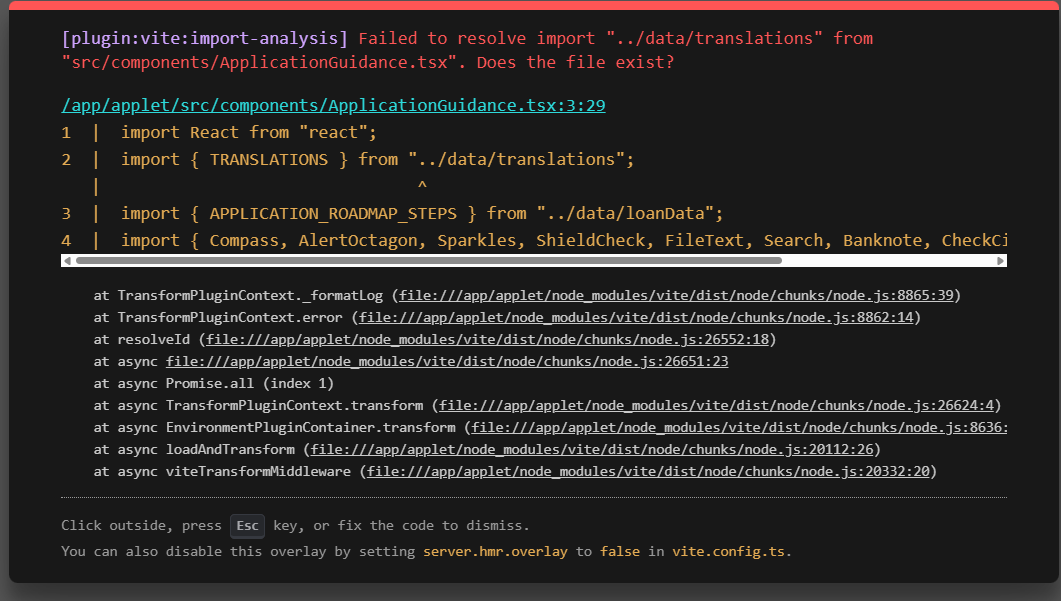 [plugin:vite:import-analysis] Failed to resolve import "../data/translations" from
"src/components/ApplicationGuidance.tsx". Does the file exist?
/app/applet/src/components/ApplicationGuidance.tsx:3:29
1  |  import React from "react";
2  |  import { TRANSLATIONS } from "../data/translations";
   |                               ^
3  |  import { APPLICATION_ROADMAP_STEPS } from "../data/loanData";
4  |  import { Compass, AlertOctagon, Sparkles, ShieldCheck, FileText, Search, Banknote, CheckCi
at TransformPluginContext._formatLog (file:///app/applet/node_modules/vite/dist/node/chunks/node.js:8865:39)
at TransformPluginContext.error (file:///app/applet/node_modules/vite/dist/node/chunks/node.js:8862:14)
at resolveId (file:///app/applet/node_modules/vite/dist/node/chunks/node.js:26552:18)
at async file:///app/applet/node_modules/vite/dist/node/chunks/node.js:26651:23
at async Promise.all (index 1)
at async TransformPluginContext.transform (file:///app/applet/node_modules/vite/dist/node/chunks/node.js:26624:4)
at async EnvironmentPluginContainer.transform (file:///app/applet/node_modules/vite/dist/node/chunks/node.js:8636:
at async loadAndTransform (file:///app/applet/node_modules/vite/dist/node/chunks/node.js:20112:26)
at async viteTransformMiddleware (file:///app/applet/node_modules/vite/dist/node/chunks/node.js:20332:20)
Click outside, press Esc key, or fix the code to dismiss.
You can also disable this overlay by setting server.hmr.overlay to false in vite.config.ts.